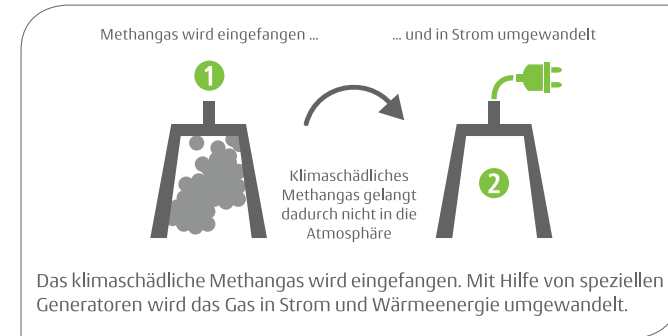 Methangas wird eingefangen ...
... und in Strom umgewandelt
1
Klimaschädliches
Methangas gelangt
dadurch nicht in die
Atmosphäre
2
Das klimaschädliche Methangas wird eingefangen. Mit Hilfe von speziellen
Generatoren wird das Gas in Strom und Wärmeenergie umgewandelt.